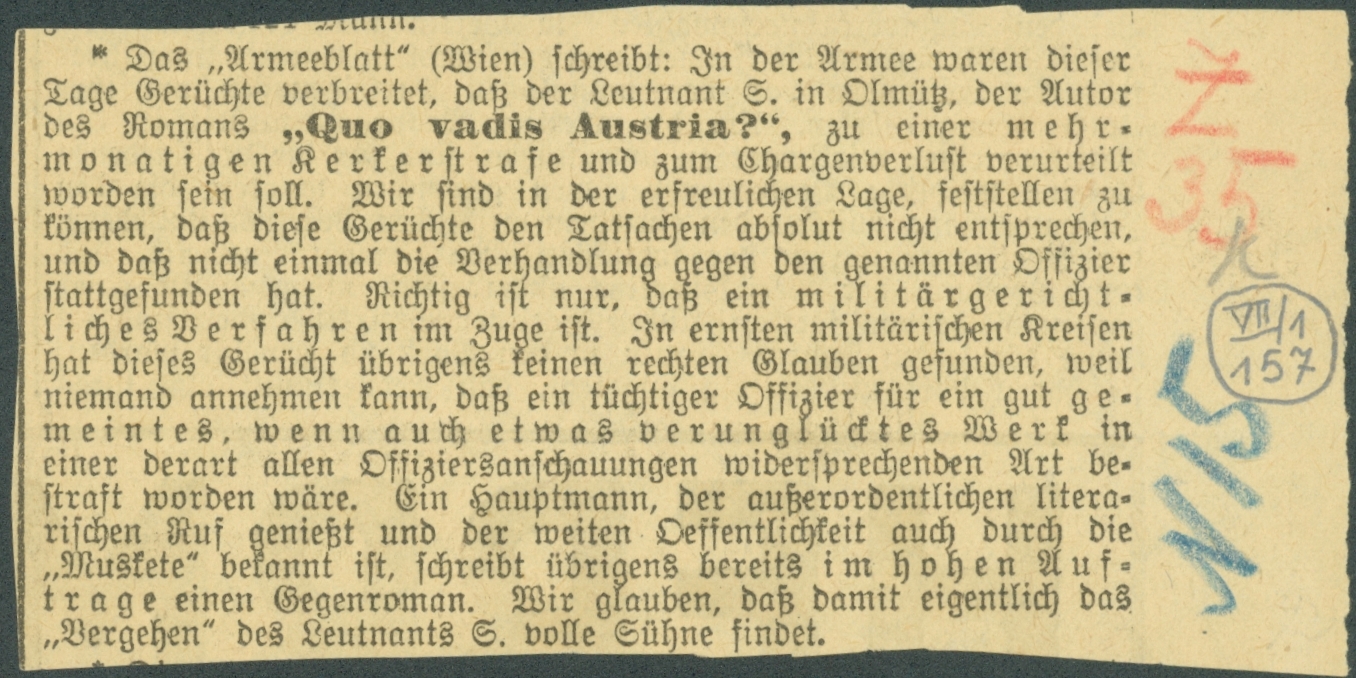 Mann.
* Das „Armeeblatt“ (Wien) schreibt: In der Armee waren dieser
Tage Gerüchte verbreitet, daß der Leutnant S. in Olmütz, der Autor
des Romans „Quo vadis Austria?“, zu einer mehr-
monatigen Kerkerstrafe und zum Chargenverlust verurteilt
worden sein soll. Wir sind in der erfreulichen Lage, feststellen zu
können, daß diese Gerüchte den Tatsachen absolut nicht entsprechen,
und daß nicht einmal die Verhandlung gegen den genannten Offizier
stattgefunden hat. Richtig ist nur, daß ein militärgericht-
liches Verfahren im Zuge ist. In ernsten militärischen Kreisen
hat dieses Gerücht übrigens keinen rechten Glauben gefunden, weil
niemand annehmen kann, daß ein tüchtiger Offizier für ein gut ge-
meintes, wenn auch etwas verunglücktes Werk in
einer derart allen Offiziersanschauungen widersprechenden Art be-
straft worden wäre. Ein Hauptmann, der außerordentlichen litera-
rischen Ruf genießt und der weiten Oeffentlichkeit auch durch die
„Muskete“ bekannt ist, schreibt übrigens bereits im hohen Auf-
trage einen Gegenroman. Wir glauben, daß damit eigentlich das
„Vergehen“ des Leutnants S. volle Sühne findet.
Z
35
k
VII/1
157
N/5